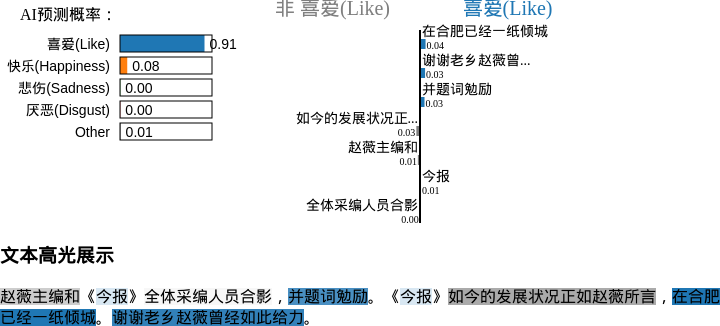 AI预测概率：
喜爱(Like) 0.91
快乐(Happiness) 0.08
悲伤(Sadness) 0.00
厌恶(Disgust) 0.00
Other 0.01
非 喜爱(Like) 喜爱(Like)
在合肥已经一纸倾城
0.04
谢谢老乡赵薇曾...
0.03
并题词勉励
0.03
如今的发展状况正...
0.03
赵薇主编和
0.01
今报
0.01
全体采编人员合影
0.00
文本高光展示
赵薇主编和《今报》全体采编人员合影，并题词勉励。《今报》如今的发展状况正如赵薇所言，在合肥
已经一纸倾城。谢谢老乡赵薇曾经如此给力。